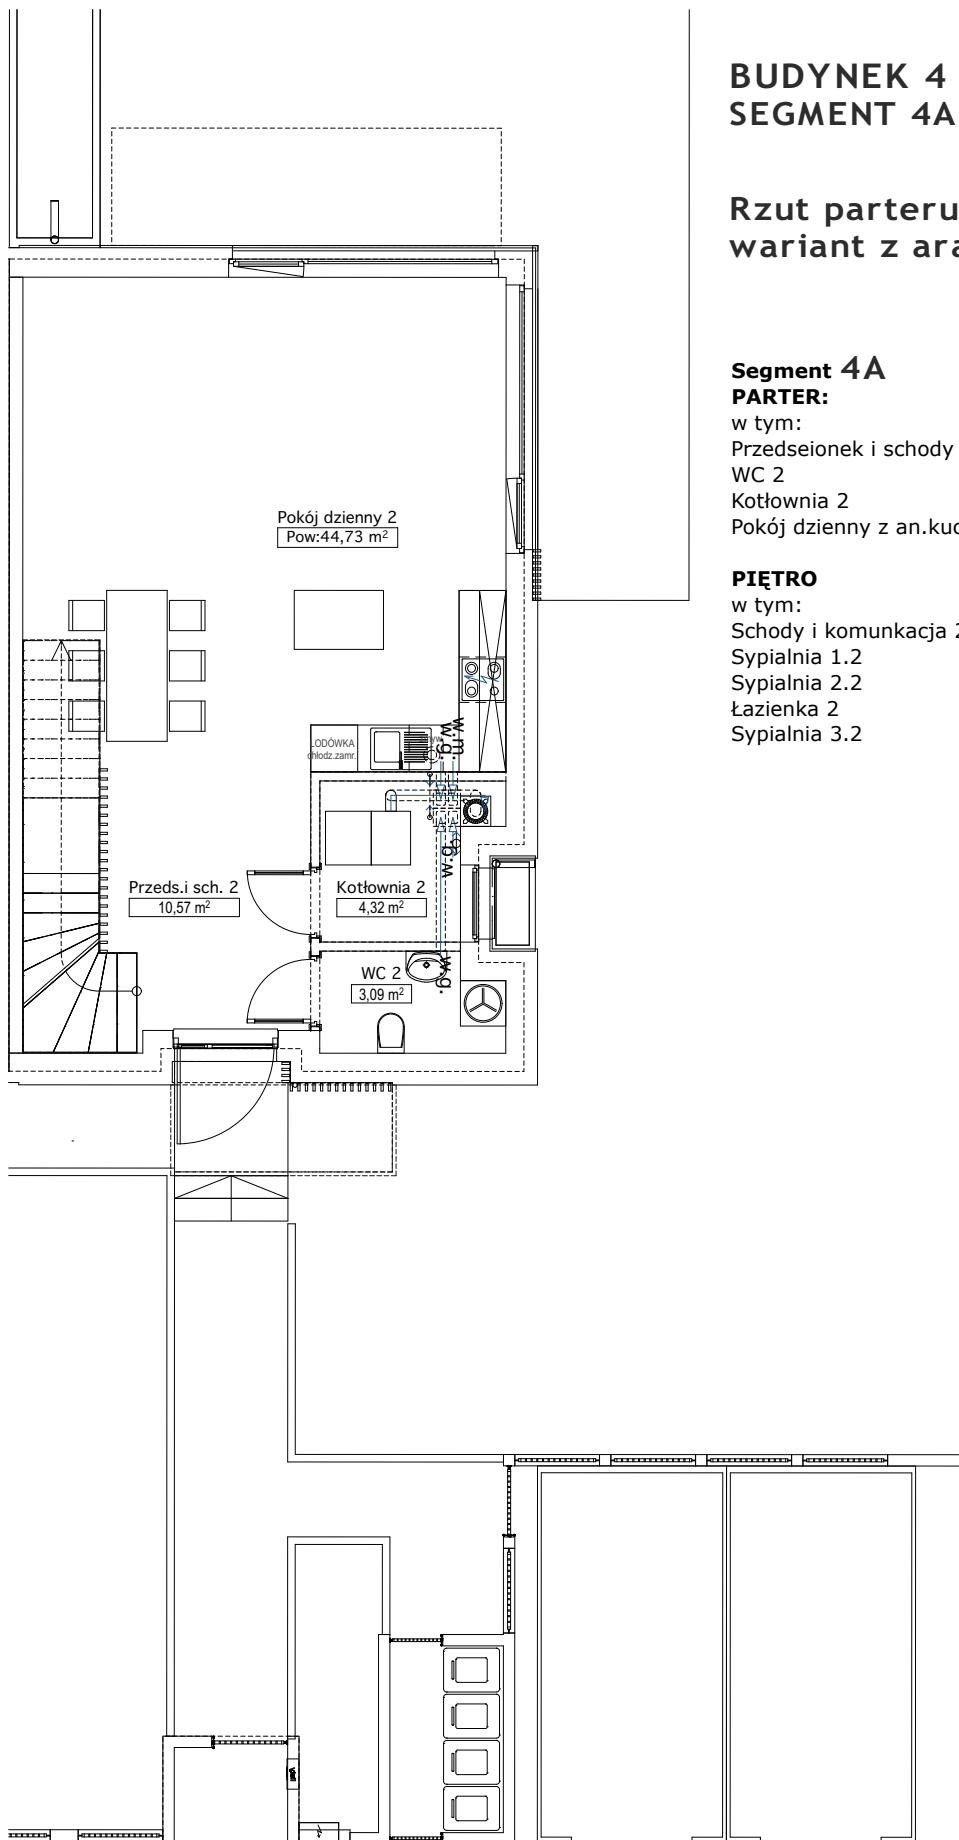 BUDYNEK 4
SEGMENT 4A
Rzut parteru
wariant z ara
Segment 4A
PARTER:
w tym:
Przedseionek i schody
WC 2
Kotłownia 2
Pokój dzienny z an.kuc
PIĘTRO
w tym:
Schody i komunkacja 2
Sypialnia 1.2
Sypialnia 2.2
Łazienka 2
Sypialnia 3.2
Pokój dzienny 2
Pow:44,73 m²
LODÓWKA
chłodz.zamr.
w.g.
w.m.
Przeds.i sch. 2
10,57 m²
Kotłownia 2
4,32 m²
WC 2
3,09 m²
w.g.